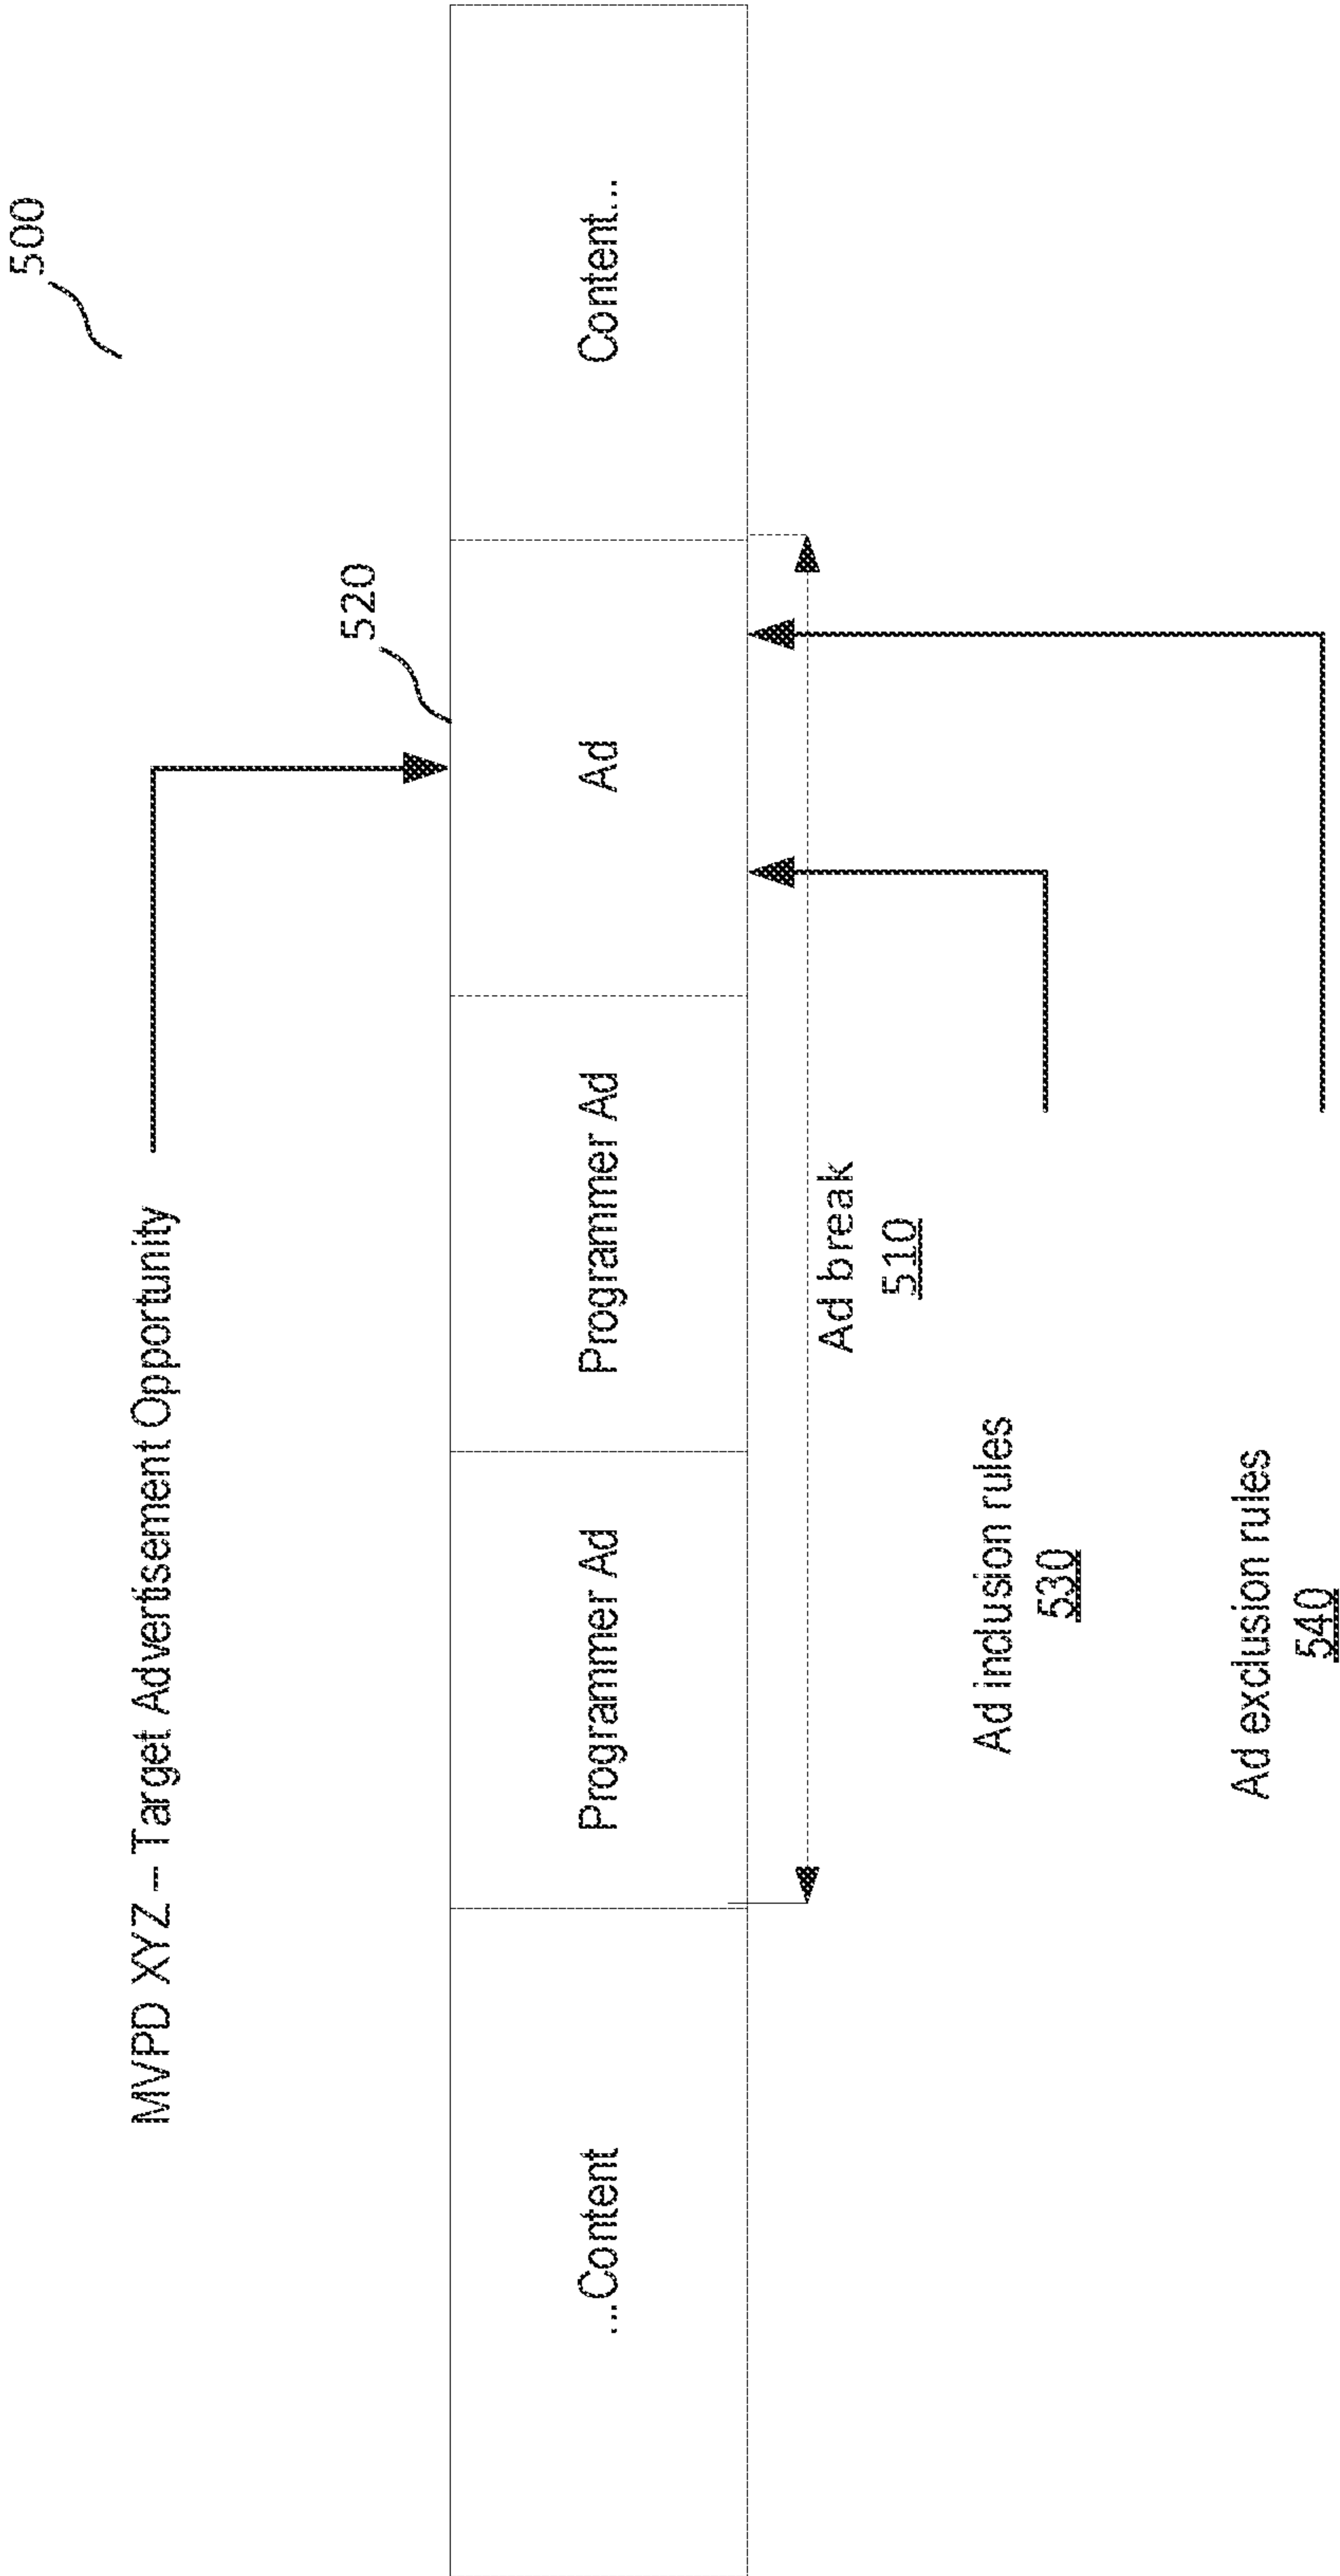 500
MVPD XYZ – Target Advertisement Opportunity
520
...Content
Programmer Ad
Programmer Ad
Ad
Content...
Ad break
510
Ad inclusion rules
530
Ad exclusion rules
540